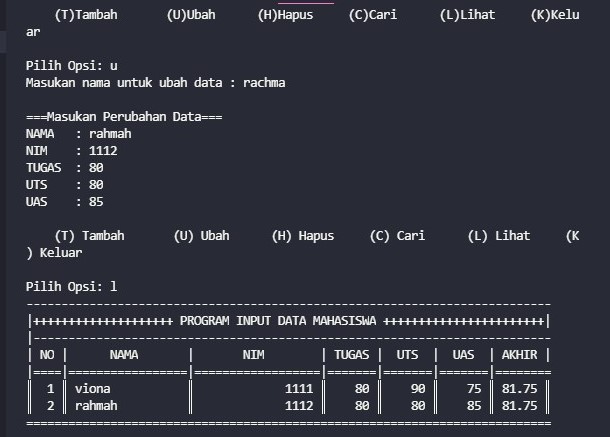 (T)Tambah (U)Ubah (H)Hapus (C)Cari (L)Lihat (K)Kelu
ar
Pilih Opsi: u
Masukan nama untuk ubah data : rachma
===Masukan Perubahan Data===
NAMA : rahmah
NIM : 1112
TUGAS : 80
UTS : 80
UAS : 85
(T) Tambah (U) Ubah (H) Hapus (C) Cari (L) Lihat (K
) Keluar
Pilih Opsi: l
---------------------------------------------------------------------------
|++++++++++++++++++++ PROGRAM INPUT DATA MAHASISWA +++++++++++++++++++++++|
|--------------------------------------------------------------------------
| NO | NAMA | NIM | TUGAS | UTS | UAS | AKHIR |
|====|=================|==================|=======|=======|=======|========
║ 1 ║ viona ║ 1111 ║ 80 ║ 90 ║ 75 ║ 81.75 ║
║ 2 ║ rahmah ║ 1112 ║ 80 ║ 80 ║ 85 ║ 81.75 ║
===========================================================================